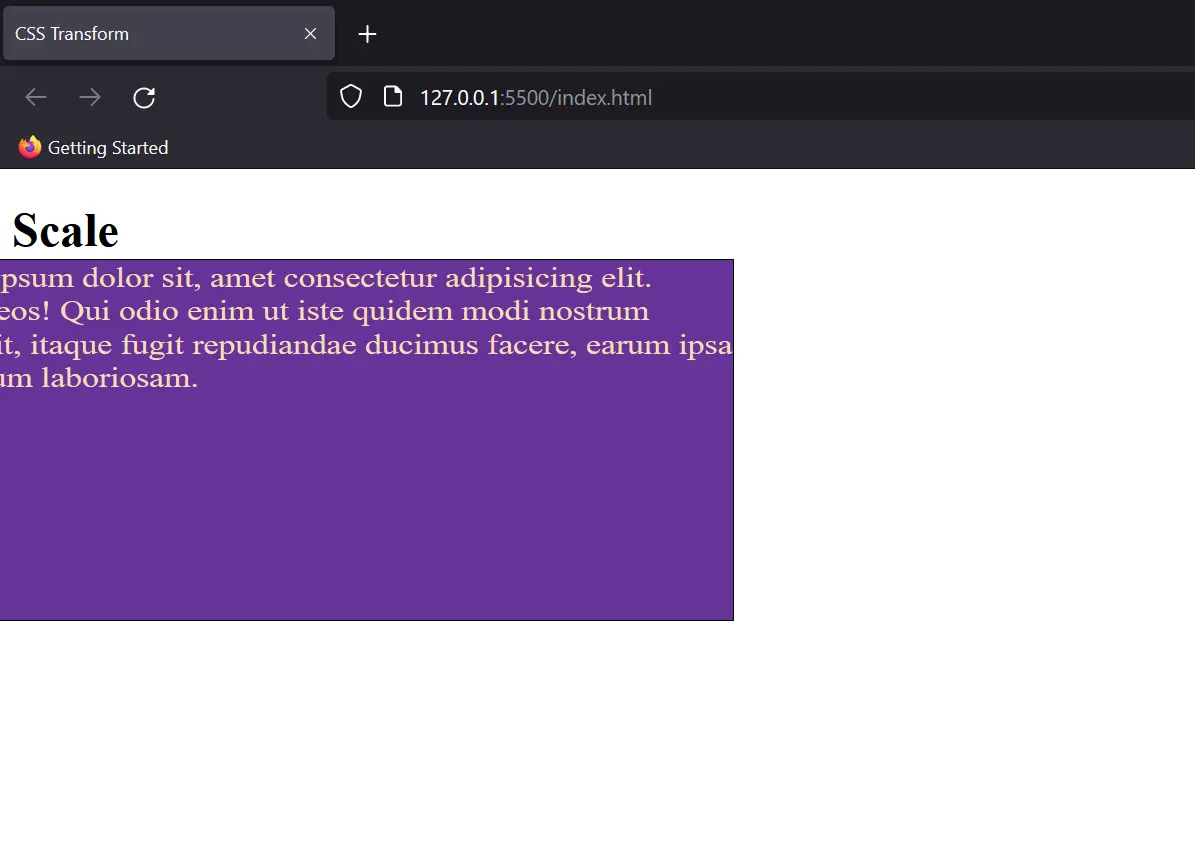 CSS Transform
127.0.0.1:5500/index.html
Getting Started
Scale
psum dolor sit, amet consectetur adipisicing elit.
eos! Qui odio enim ut iste quidem modi nostrum
it, itaque fugit repudiandae ducimus facere, earum ipsa
um laboriosam.